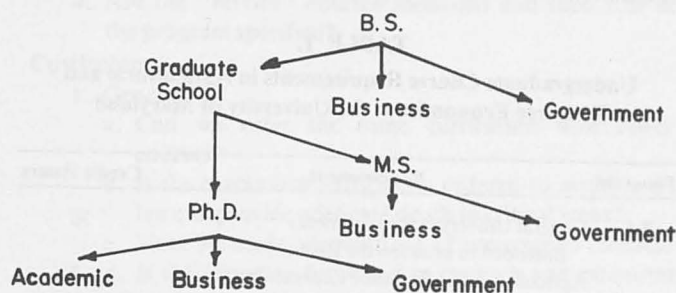 B.S.
Graduate
School
Business
Government
M.S.
Ph.D.
Business
Government
Academic
Business
Government